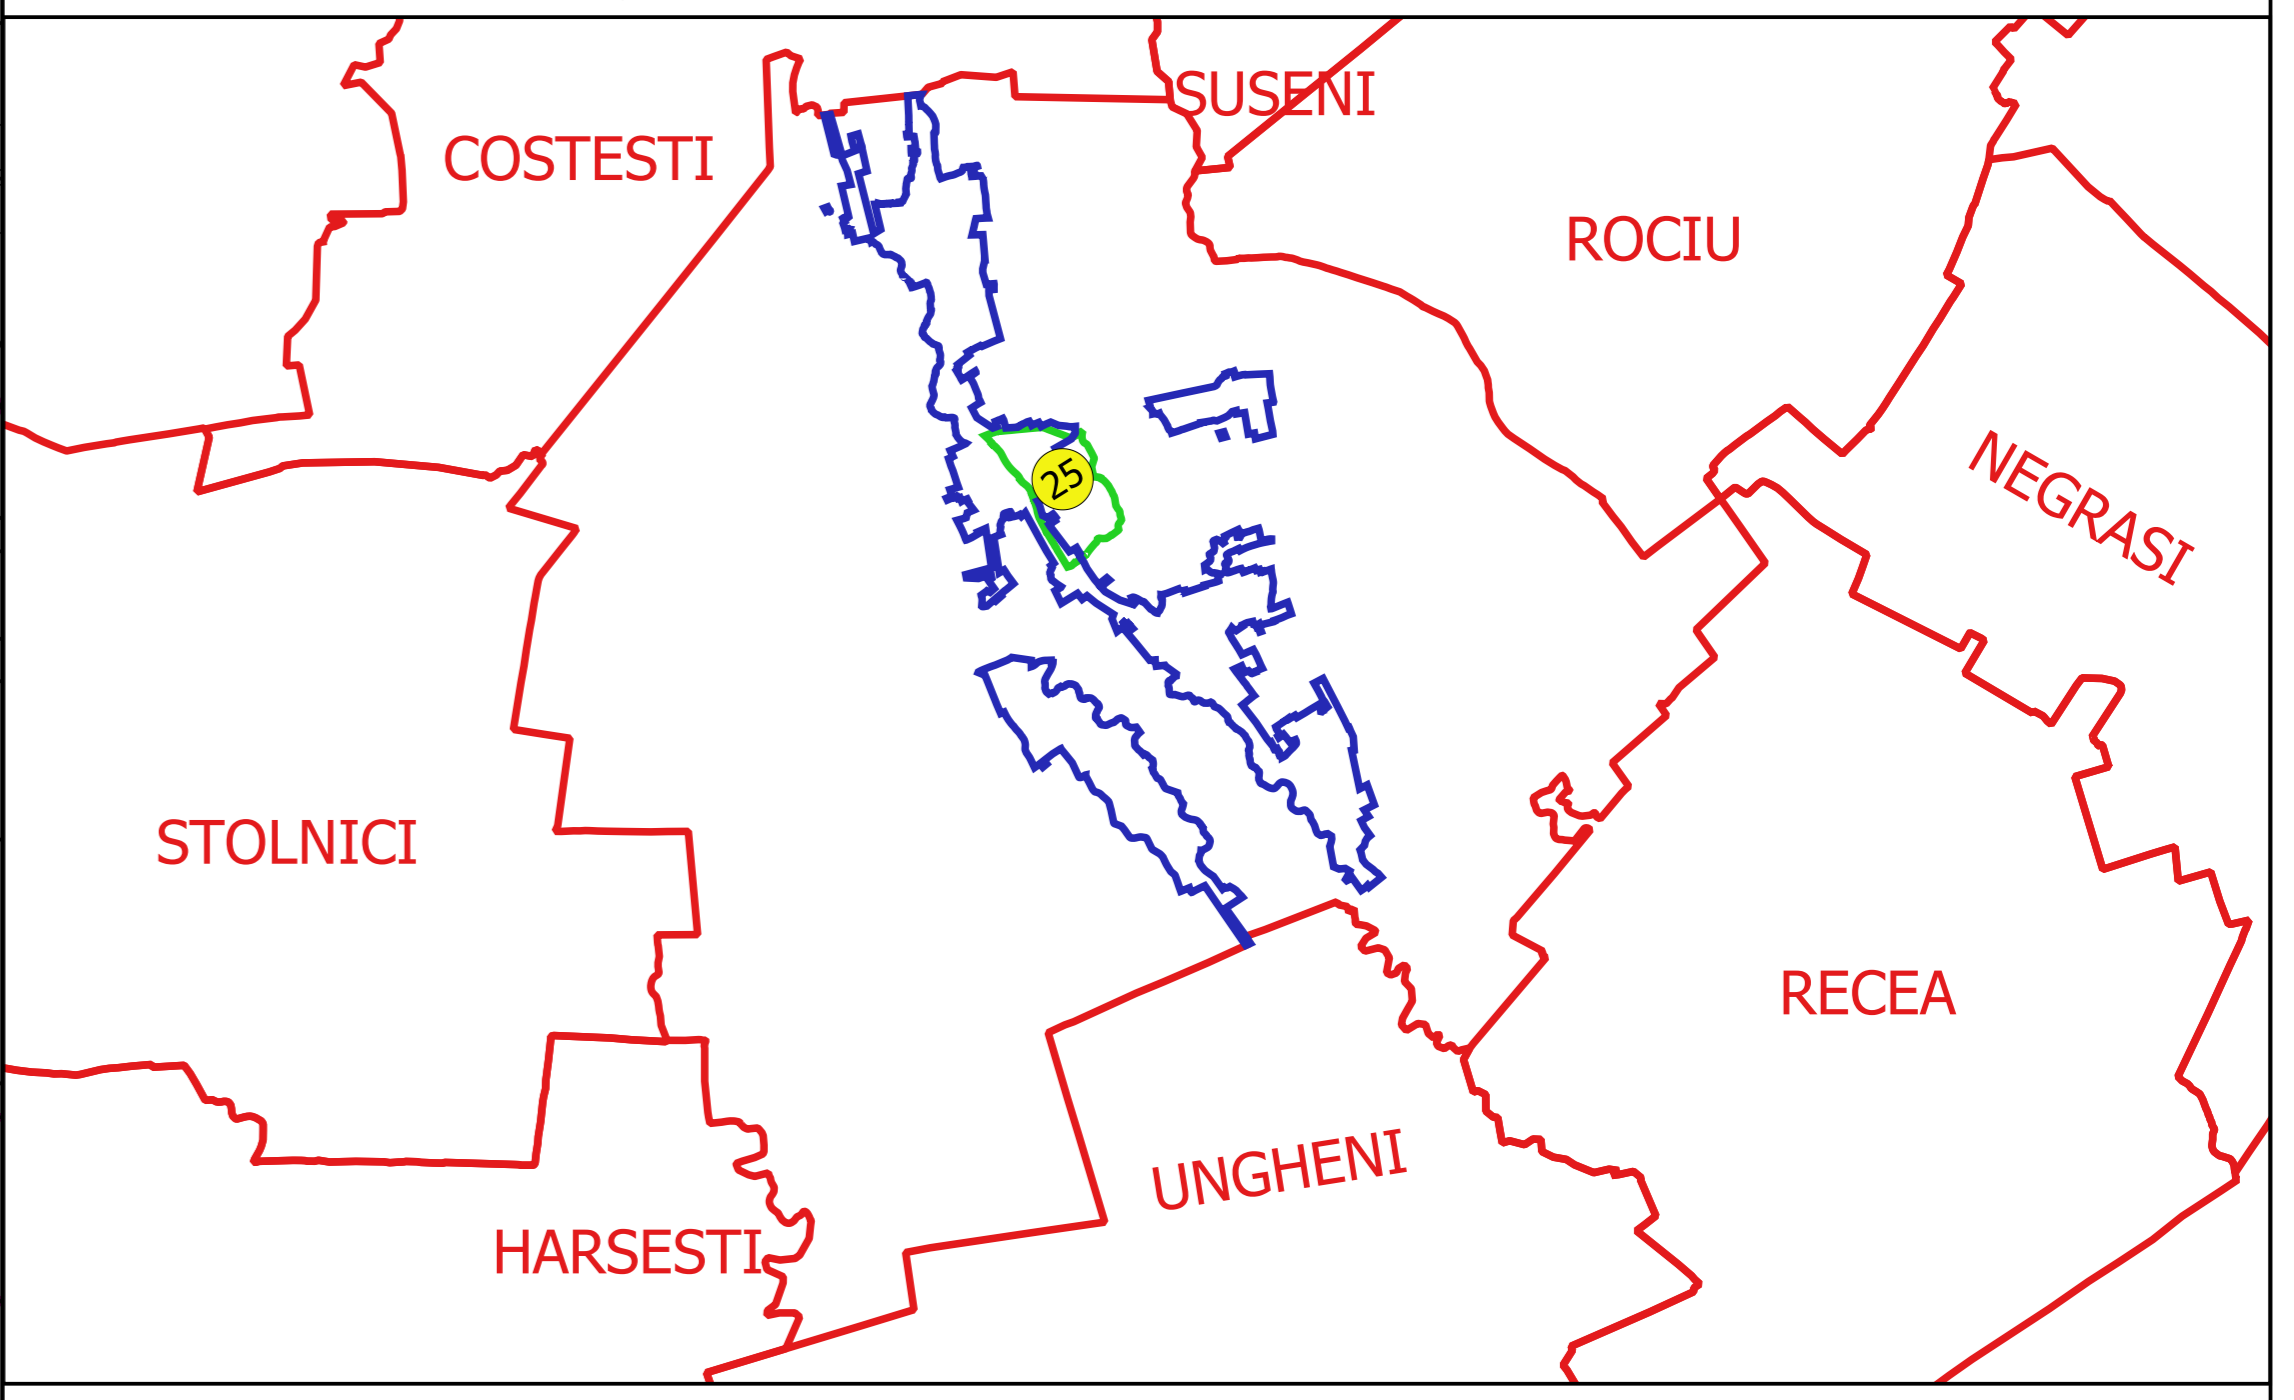 SUSENI
COSTESTI
ROCIU
25
NEGRASI
STOLNICI
RECEA
UNGHENI
HARSESTI